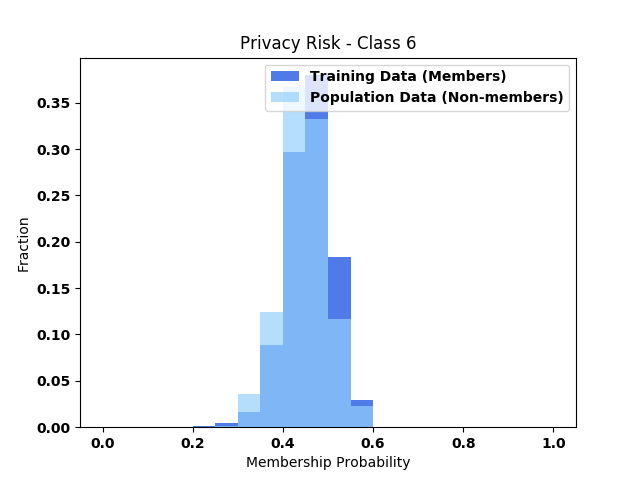 Privacy Risk - Class 6
Training Data (Members)
Population Data (Non-members)
0.35
0.30
0.25
0.20
0.15
0.10
0.05
0.00
Fraction
0.0 0.2 0.4 0.6 0.8 1.0
Membership Probability